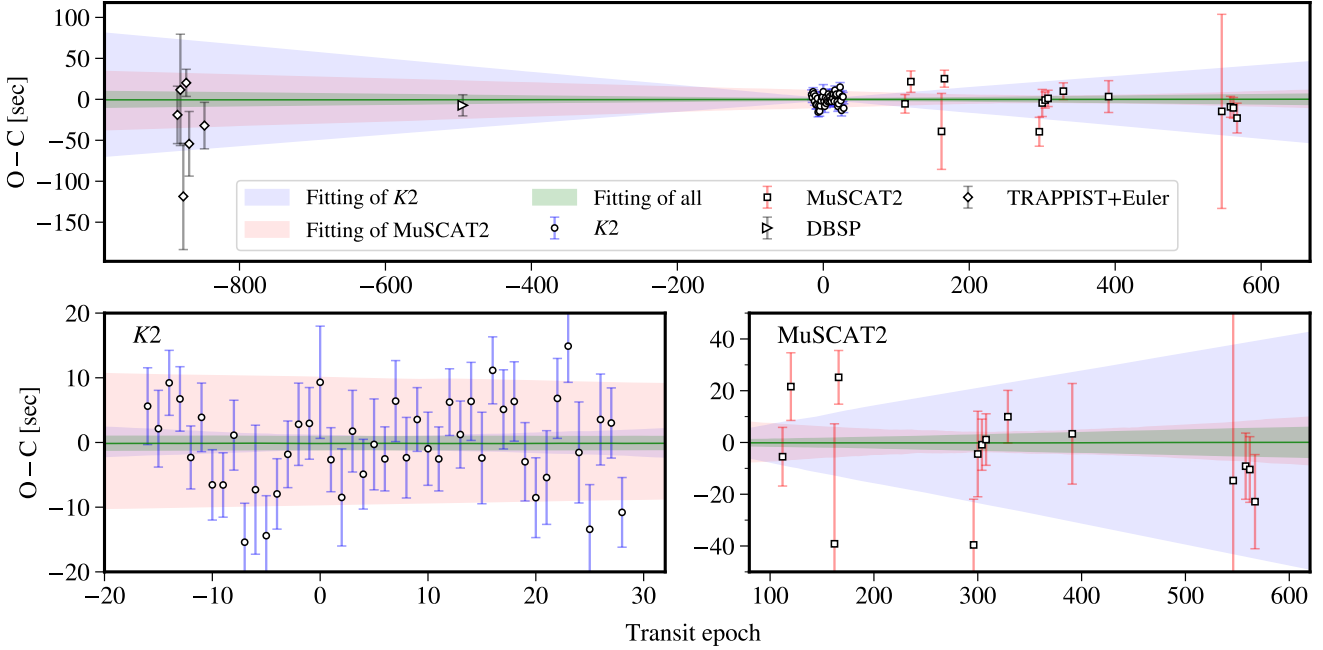 100
50
0
−50
−100
−150
O−C [sec]
Fitting of K2
Fitting of MuSCAT2
Fitting of all
K2
MuSCAT2
DBSP
TRAPPIST+Euler
−800 −600 −400 −200 0 200 400 600
K2
20
10
0
−10
−20
O−C [sec]
−20 −10 0 10 20 30
MuSCAT2
40
20
0
−20
−40
100 200 300 400 500 600
Transit epoch